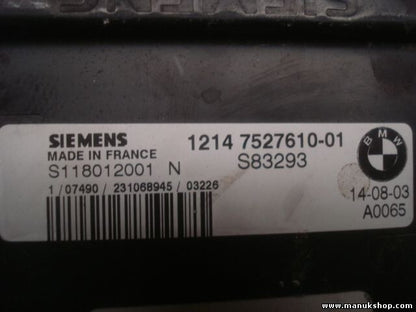 SIEMENS
SIEMENS
MADE IN FRANCE
S118012001 N
1/07490/231068945/03226
1214 7527610-01
S83293
BMW
14-08-03
A0065
www.manukshop.com